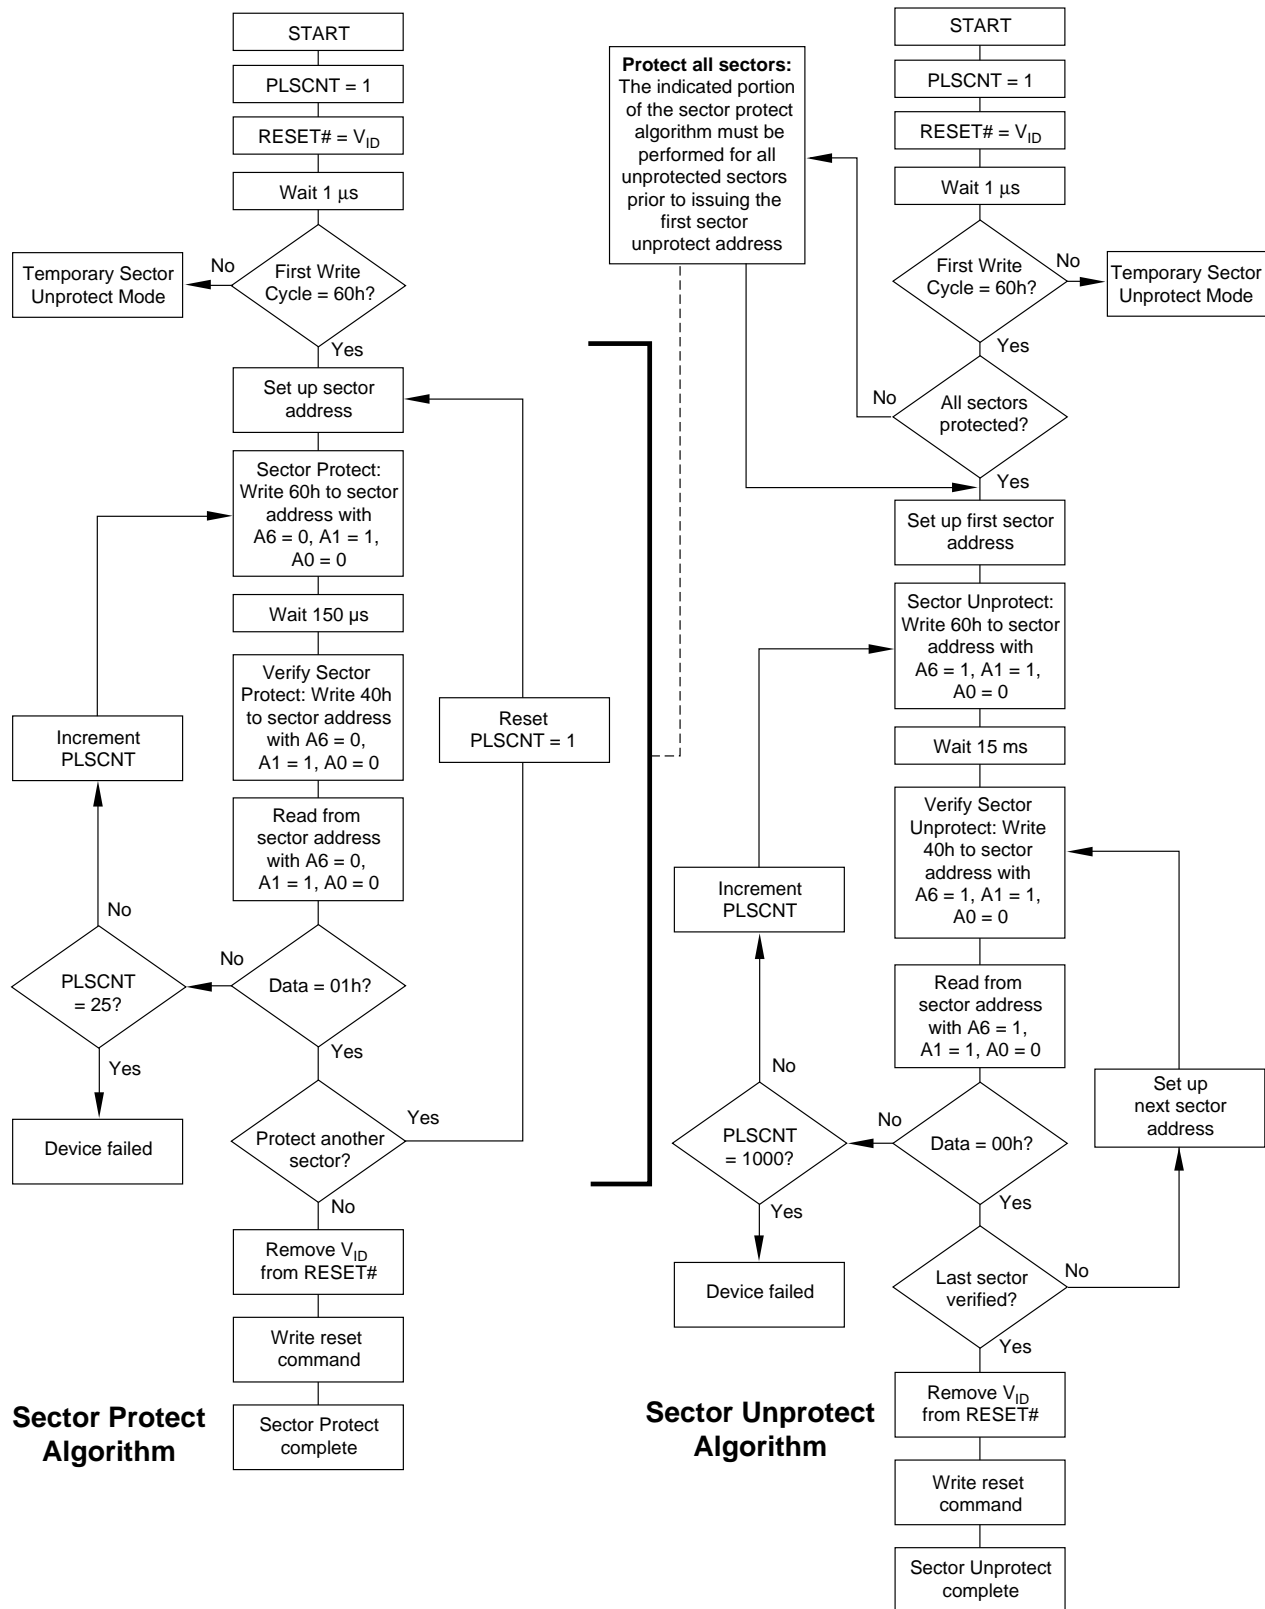 START
PLSCNT = 1
RESET# = VID
Wait 1 μs
First Write
Cycle = 60h?
No
Temporary Sector
Unprotect Mode
Yes
Set up sector
address
Sector Protect:
Write 60h to sector
address with
A6 = 0, A1 = 1,
A0 = 0
Wait 150 µs
Verify Sector
Protect: Write 40h
to sector address
with A6 = 0,
A1 = 1, A0 = 0
Increment
PLSCNT
Reset
PLSCNT = 1
Read from
sector address
with A6 = 0,
A1 = 1, A0 = 0
No
No
PLSCNT
= 25?
Data = 01h?
Yes
Yes
Device failed
Protect another
sector?
Yes
No
Remove VID
from RESET#
Write reset
command
Sector Protect
complete
Sector Protect
Algorithm
Protect all sectors:
The indicated portion
of the sector protect
algorithm must be
performed for all
unprotected sectors
prior to issuing the
first sector
unprotect address
START
PLSCNT = 1
RESET# = VID
Wait 1 μs
First Write
Cycle = 60h?
No
Temporary Sector
Unprotect Mode
Yes
No
All sectors
protected?
Yes
Set up first sector
address
Sector Unprotect:
Write 60h to sector
address with
A6 = 1, A1 = 1,
A0 = 0
Wait 15 ms
Verify Sector
Unprotect: Write
40h to sector
address with
A6 = 1, A1 = 1,
A0 = 0
Increment
PLSCNT
Read from
sector address
with A6 = 1,
A1 = 1, A0 = 0
No
No
PLSCNT
= 1000?
Data = 00h?
Set up
next sector
address
Yes
Yes
Device failed
Last sector
verified?
No
Yes
Remove VID
from RESET#
Write reset
command
Sector Unprotect
complete
Sector Unprotect
Algorithm